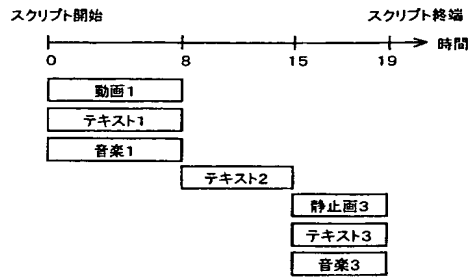 スクリプト開始 スクリプト終端
時間
0 8 15 19
動画1
テキスト1
音楽1
テキスト2
静止画3
テキスト3
音楽3